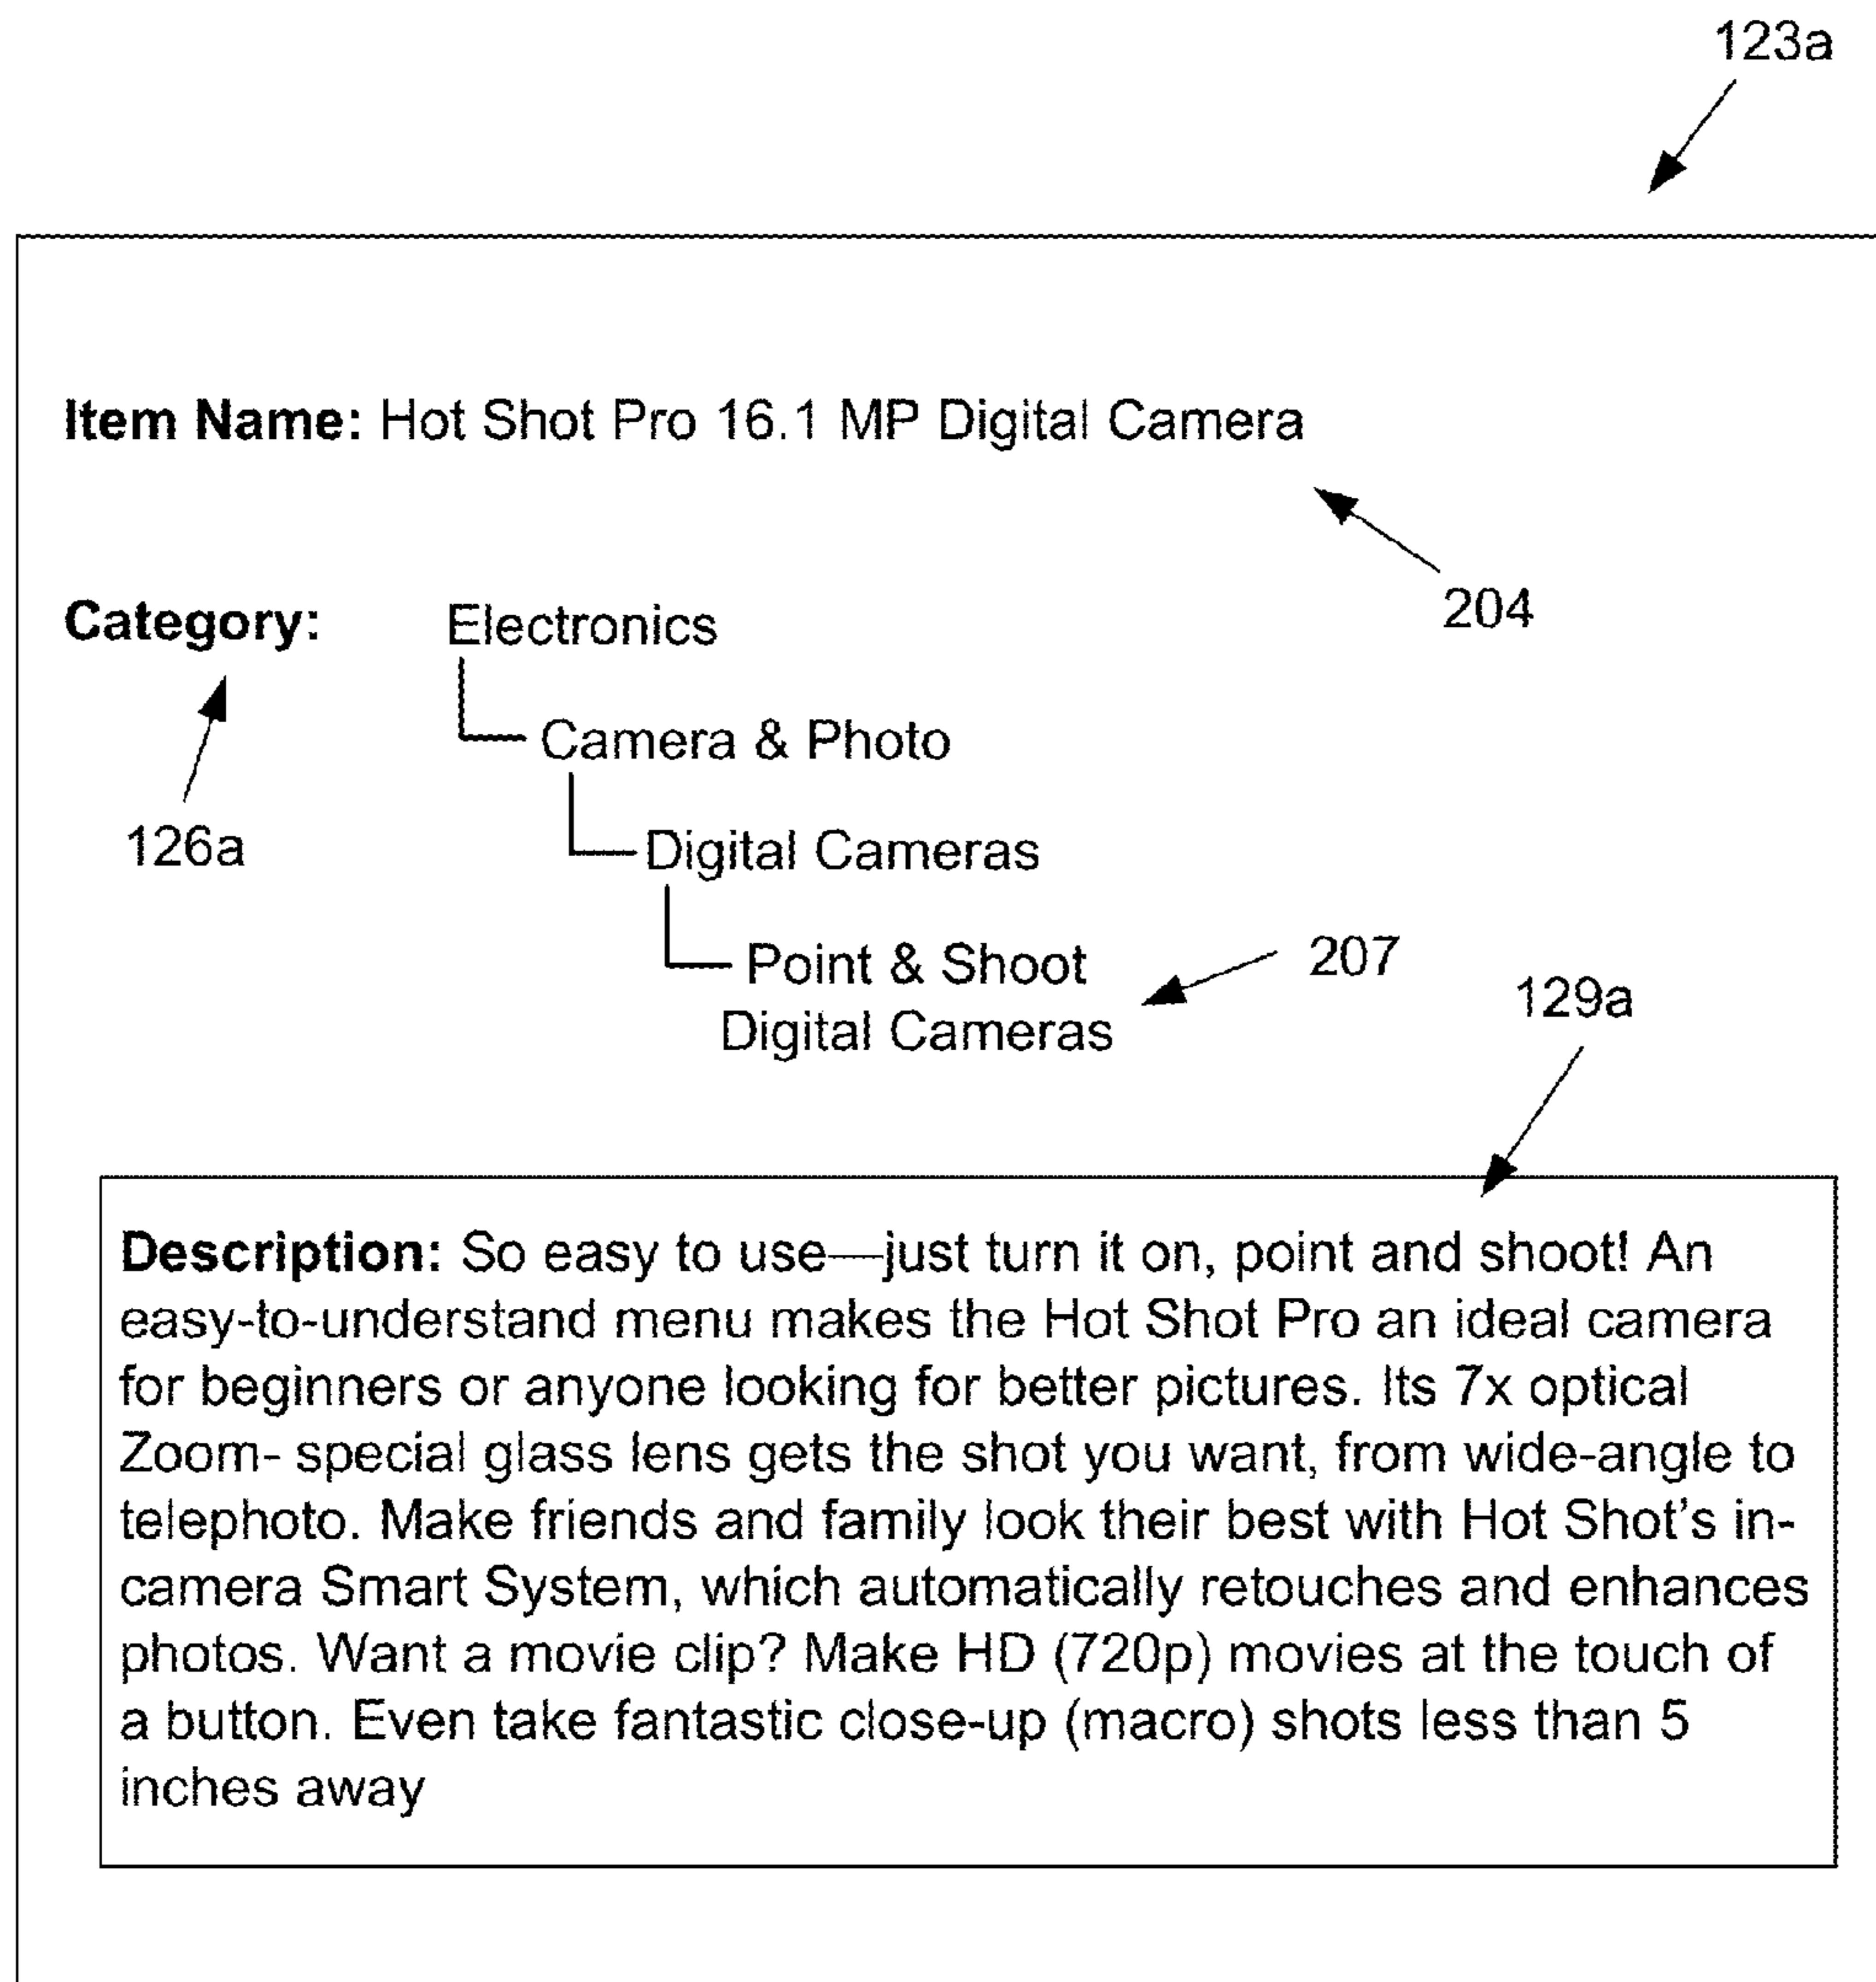 123a
Item Name: Hot Shot Pro 16.1 MP Digital Camera
204
Category: Electronics
Camera & Photo
126a
Digital Cameras
Point & Shoot
207
Digital Cameras
129a
Description: So easy to use—just turn it on, point and shoot! An
easy-to-understand menu makes the Hot Shot Pro an ideal camera
for beginners or anyone looking for better pictures. Its 7x optical
Zoom- special glass lens gets the shot you want, from wide-angle to
telephoto. Make friends and family look their best with Hot Shot’s in-
camera Smart System, which automatically retouches and enhances
photos. Want a movie clip? Make HD (720p) movies at the touch of
a button. Even take fantastic close-up (macro) shots less than 5
inches away